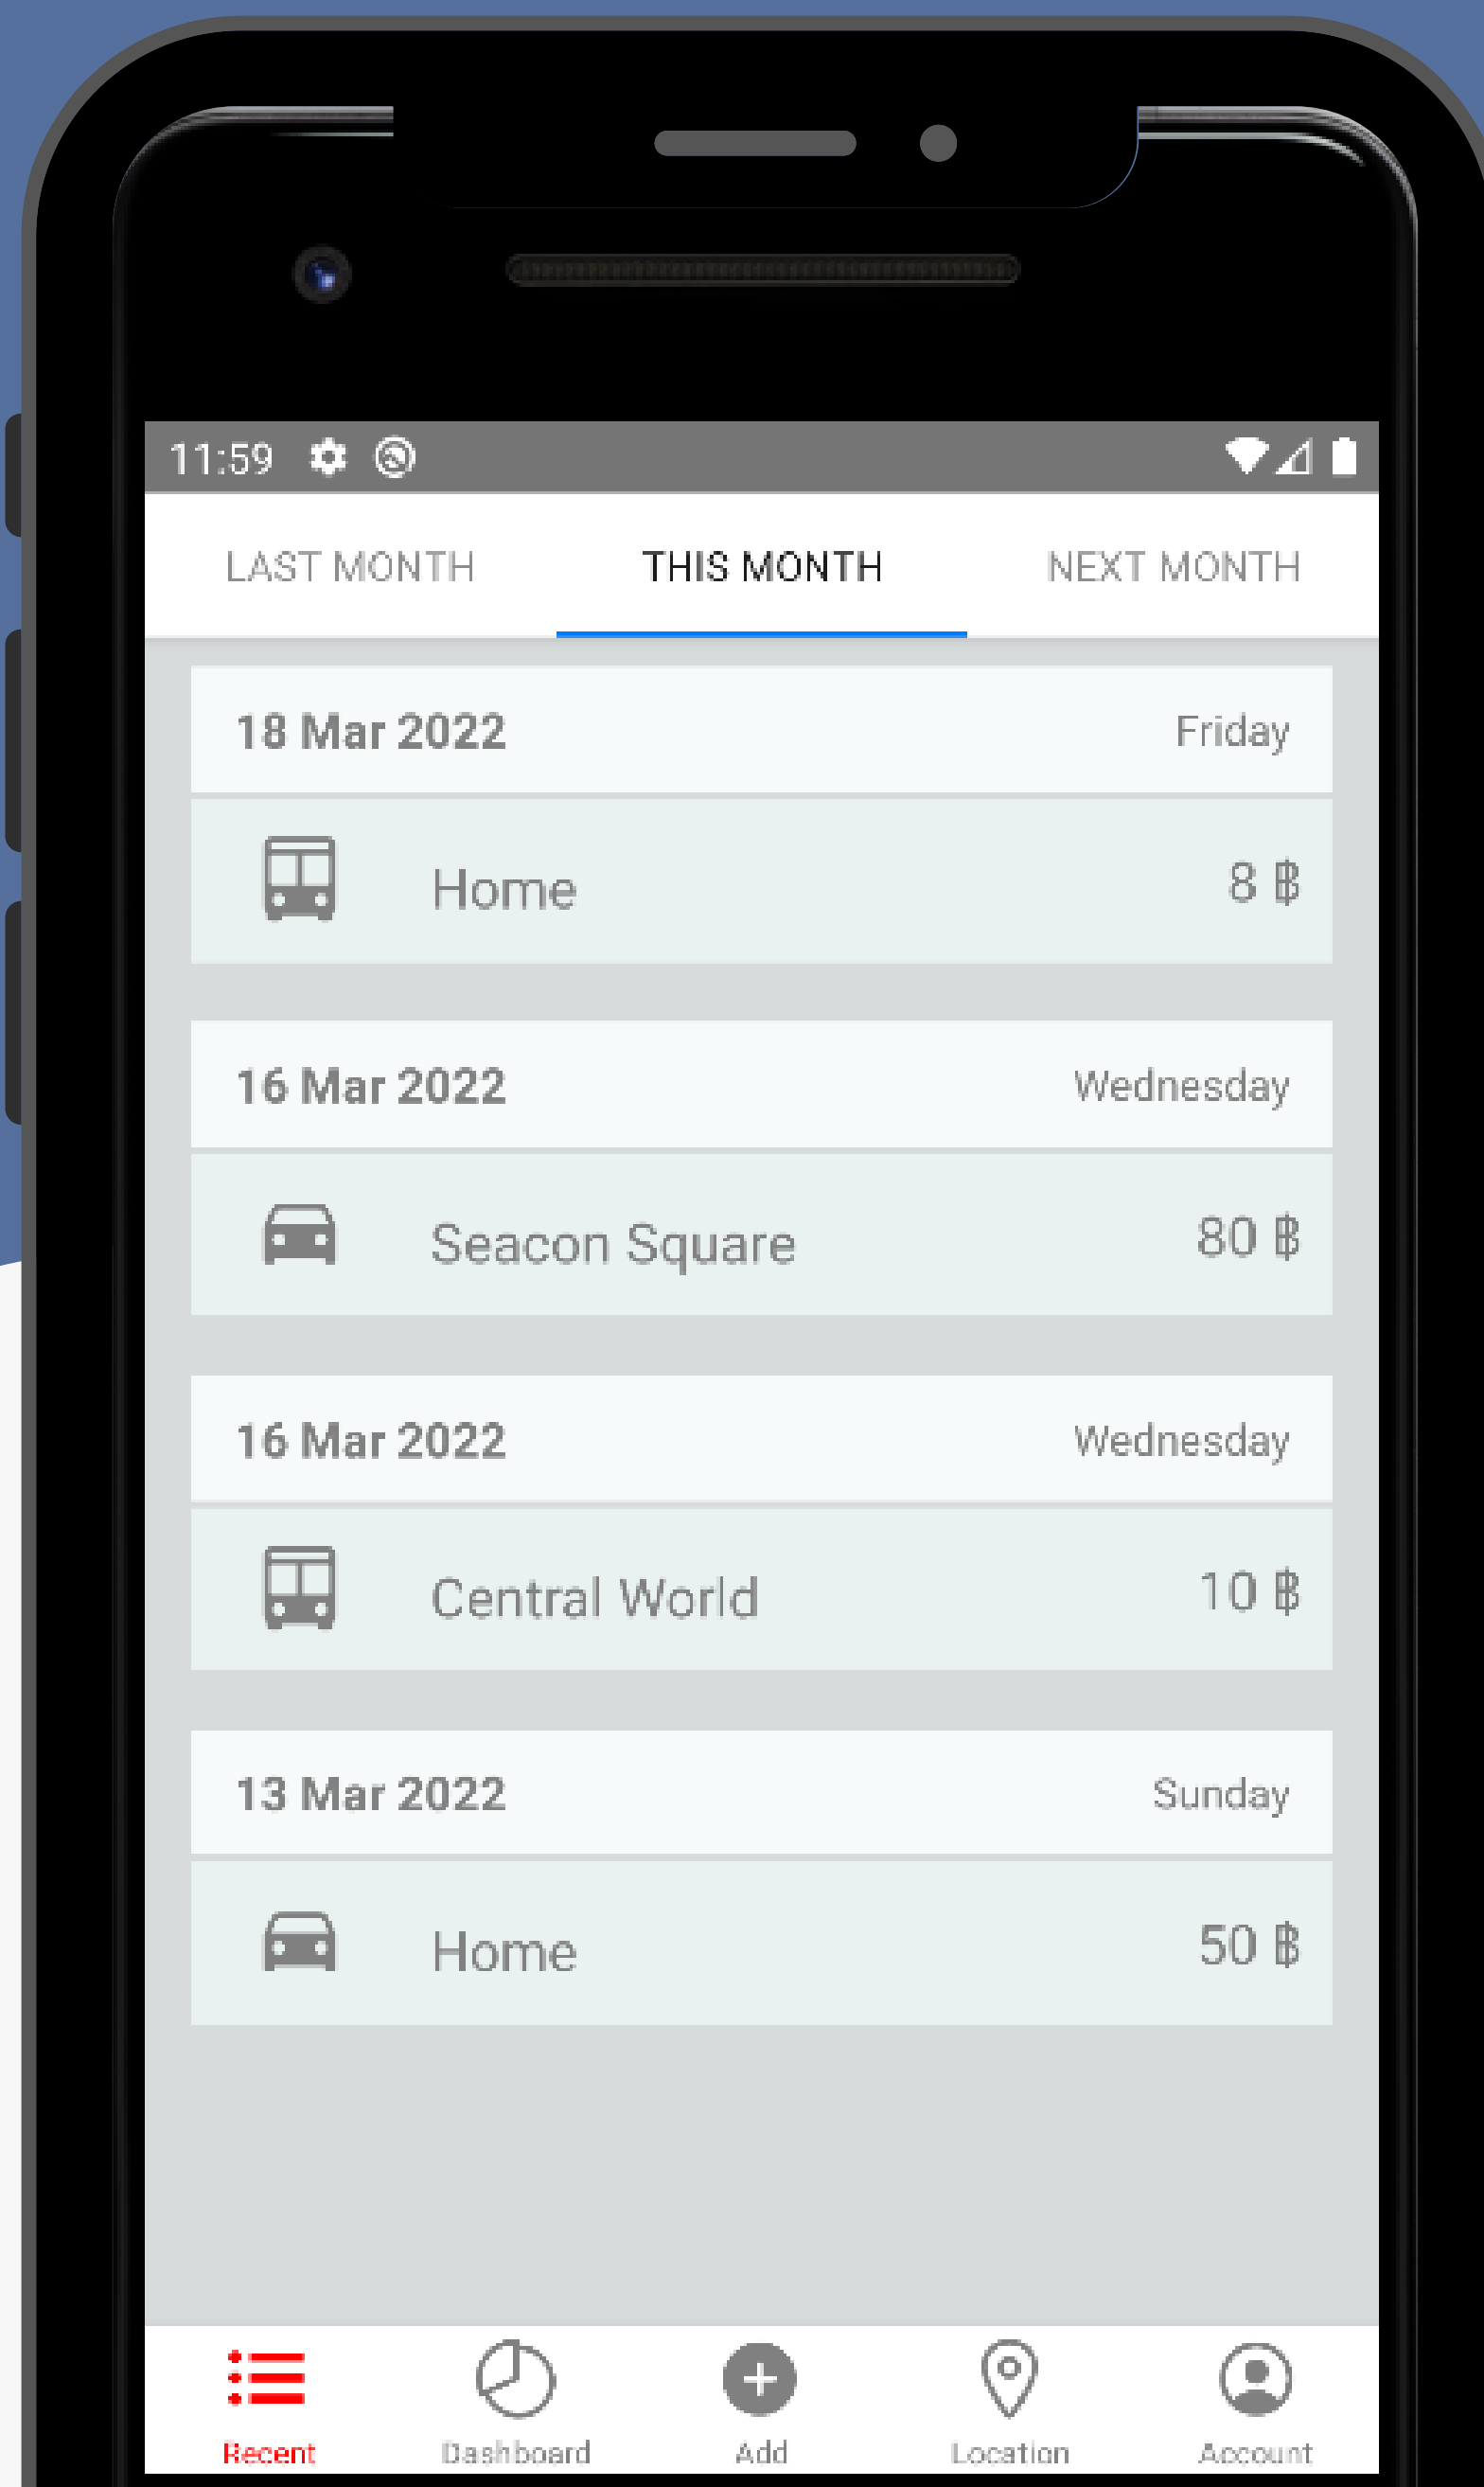 11:59
LAST MONTH THIS MONTH NEXT MONTH
18 Mar 2022 Friday
Home 8 ฿
16 Mar 2022 Wednesday
Seacon Square 80 ฿
16 Mar 2022 Wednesday
Central World 10 ฿
13 Mar 2022 Sunday
Home 50 ฿
Recent Dashboard Add Location Account